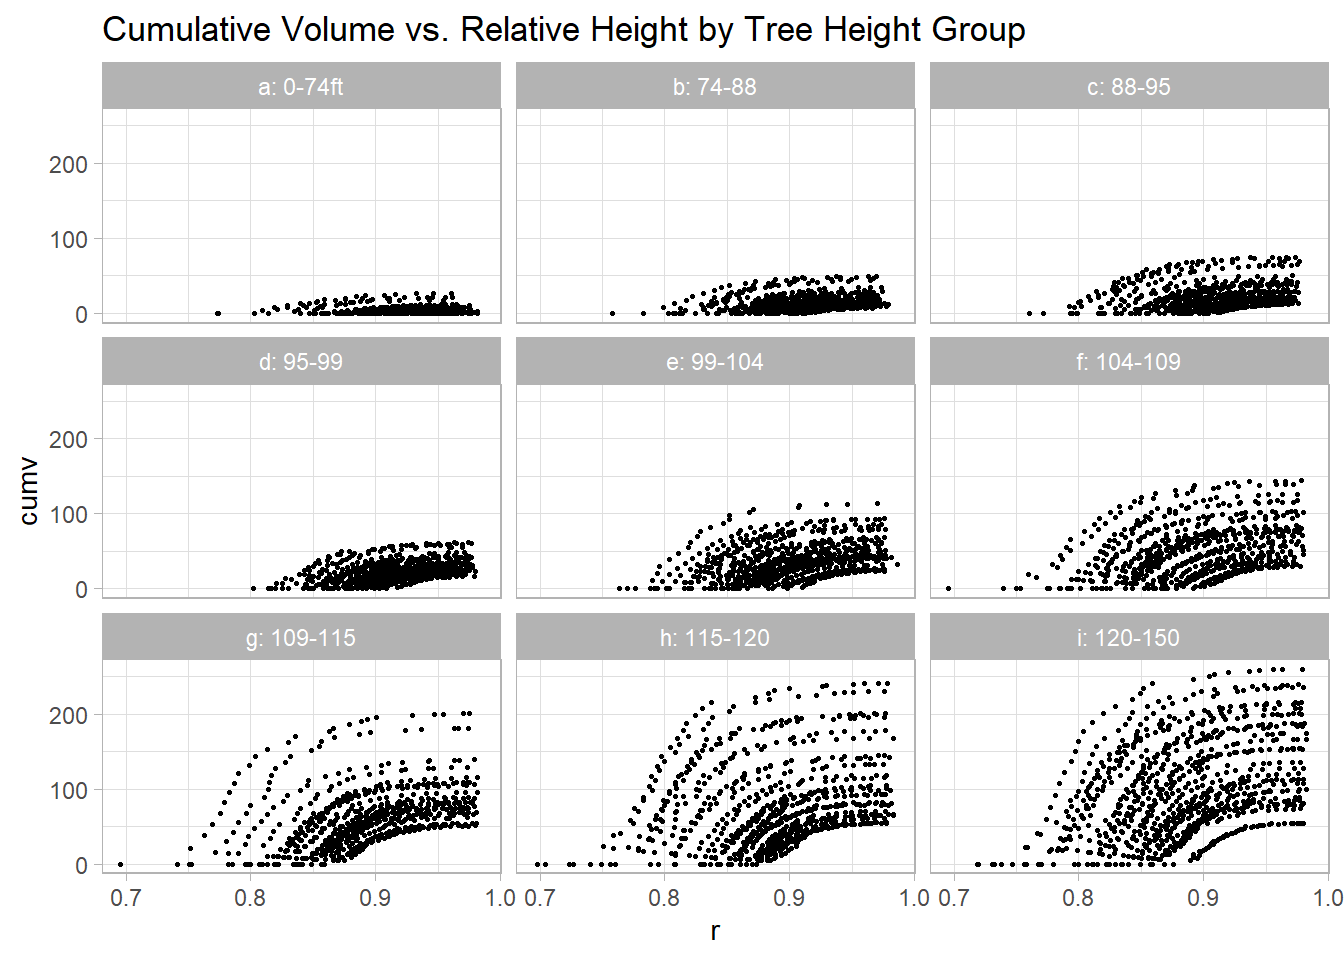 Cumulative Volume vs. Relative Height by Tree Height Group
a: 0-74ft
b: 74-88
c: 88-95
200
100
0
d: 95-99
e: 99-104
f: 104-109
200
100
0
cumv
g: 109-115
h: 115-120
i: 120-150
200
100
0
0.7 0.8 0.9 1.0 0.7 0.8 0.9 1.0 0.7 0.8 0.9 1.0
r